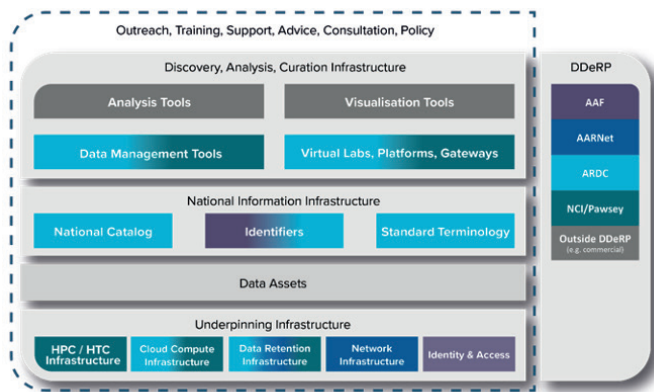 Outreach, Training, Support, Advice, Consultation, Policy
Discovery, Analysis, Curation Infrastructure
Analysis Tools
Visualisation Tools
Data Management Tools
Virtual Labs, Platforms, Gateways
National Information Infrastructure
National Catalog
Identifiers
Standard Terminology
Data Assets
Underpinning Infrastructure
HPC / HTC
Infrastructure
Cloud Compute
Infrastructure
Data Retention
Infrastructure
Network
Infrastructure
Identity & Access
DDeRP
AAF
AARNet
ARDC
NCI/Pawsey
Outside DDeRP
(e.g. commercial)